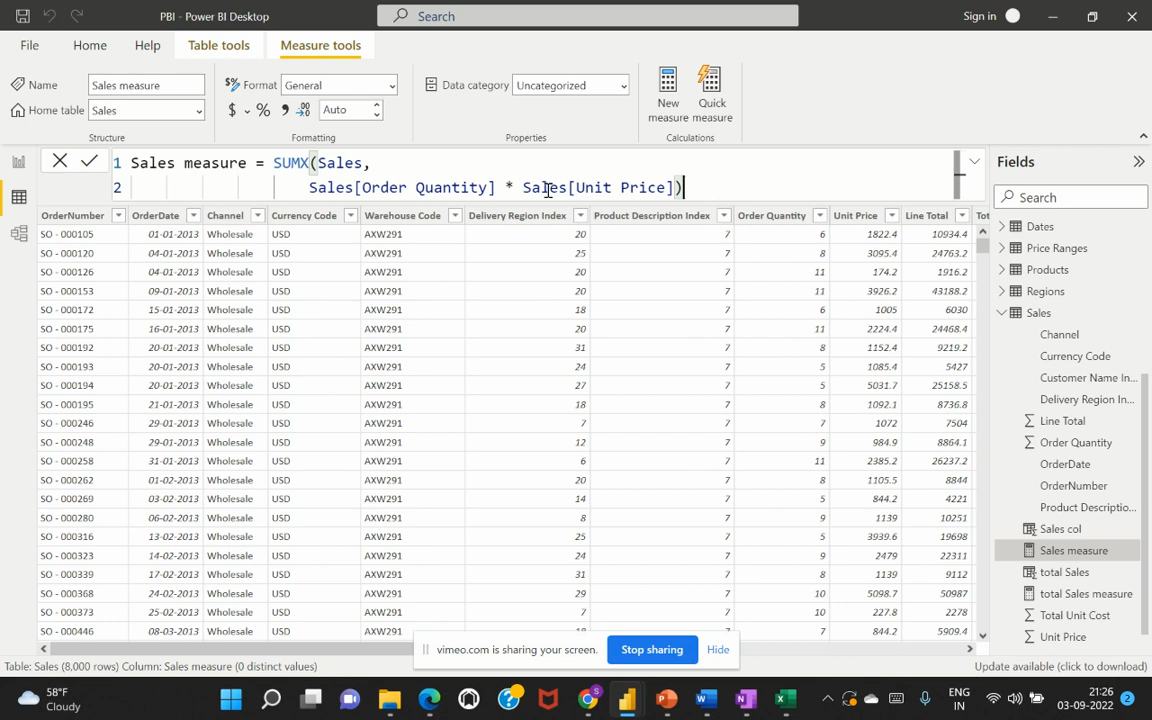 PBI - Power BI Desktop
Search
Sign in
File Home Help Table tools Measure tools
Name Sales measure
Home table Sales
Structure
Format General
$ % 9 .00 Auto
Formatting
Data category Uncategorized
Properties
New measure
Quick measure
Calculations
1 Sales measure = SUMX(Sales,
2 Sales[Order Quantity] * Sales[Unit Price])
OrderNumber OrderDate Channel Currency Code Warehouse Code Delivery Region Index Product Description Index Order Quantity Unit Price Line Total Tot
SO - 000105 01-01-2013 Wholesale USD AXW291 20 7 6 1822.4 10934.4
SO - 000120 04-01-2013 Wholesale USD AXW291 25 7 8 3095.4 24763.2
SO - 000126 04-01-2013 Wholesale USD AXW291 20 7 11 174.2 1916.2
SO - 000153 09-01-2013 Wholesale USD AXW291 20 7 11 3926.2 43188.2
SO - 000172 15-01-2013 Wholesale USD AXW291 18 7 6 1005 6030
SO - 000175 16-01-2013 Wholesale USD AXW291 20 7 11 2224.4 24468.4
SO - 000192 20-01-2013 Wholesale USD AXW291 31 7 8 1152.4 9219.2
SO - 000193 20-01-2013 Wholesale USD AXW291 24 7 5 1085.4 5427
SO - 000194 20-01-2013 Wholesale USD AXW291 27 7 5 5031.7 25158.5
SO - 000195 21-01-2013 Wholesale USD AXW291 18 7 8 1092.1 8736.8
SO - 000246 29-01-2013 Wholesale USD AXW291 7 7 7 1072 7504
SO - 000248 29-01-2013 Wholesale USD AXW291 12 7 9 984.9 8864.1
SO - 000258 31-01-2013 Wholesale USD AXW291 6 7 11 2385.2 26237.2
SO - 000262 01-02-2013 Wholesale USD AXW291 20 7 8 1105.5 8844
SO - 000269 03-02-2013 Wholesale USD AXW291 14 7 5 844.2 4221
SO - 000280 06-02-2013 Wholesale USD AXW291 8 7 9 1139 10251
SO - 000316 13-02-2013 Wholesale USD AXW291 25 7 5 3939.6 19698
SO - 000323 14-02-2013 Wholesale USD AXW291 24 7 9 2479 22311
SO - 000339 17-02-2013 Wholesale USD AXW291 31 7 8 1139 9112
SO - 000368 24-02-2013 Wholesale USD AXW291 29 7 10 5098.7 50987
SO - 000373 25-02-2013 Wholesale USD AXW291 7 7 10 227.8 2278
SO - 000446 08-03-2013 Wholesale USD AXW291 7 7 844.2 5909.4
Fields
Search
Dates
Price Ranges
Products
Regions
Sales
Channel
Currency Code
Customer Name In...
Delivery Region In...
Line Total
Order Quantity
OrderDate
OrderNumber
Product Descriptio...
Sales col
Sales measure
total Sales
total Sales measure
Total Unit Cost
Unit Price
vimeo.com is sharing your screen. Stop sharing Hide
Table: Sales (8,000 rows) Column: Sales measure (0 distinct values)
Update available (click to download)
58°F
Cloudy
ENG
IN
21:26
03-09-2022
2